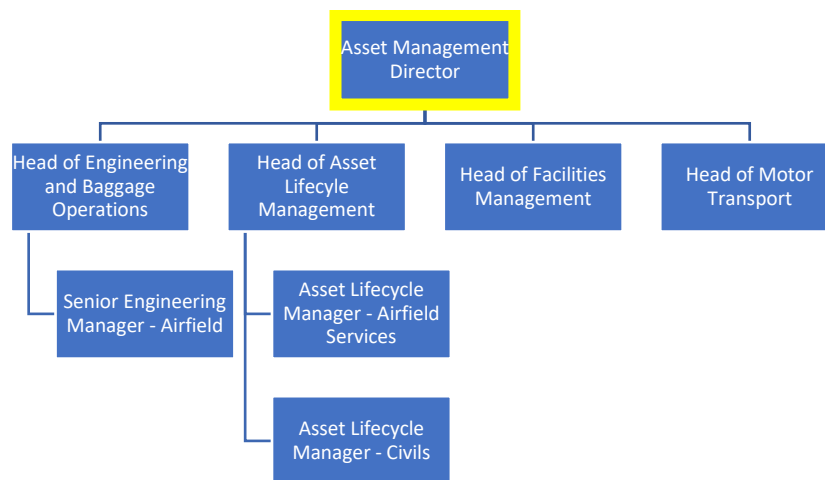 Asset Management
Director
Head of Engineering
and Baggage
Operations
Head of Asset
Lifecyle
Management
Head of Facilities
Management
Head of Motor
Transport
Senior Engineering
Manager - Airfield
Asset Lifecycle
Manager - Airfield
Services
Asset Lifecycle
Manager - Civils